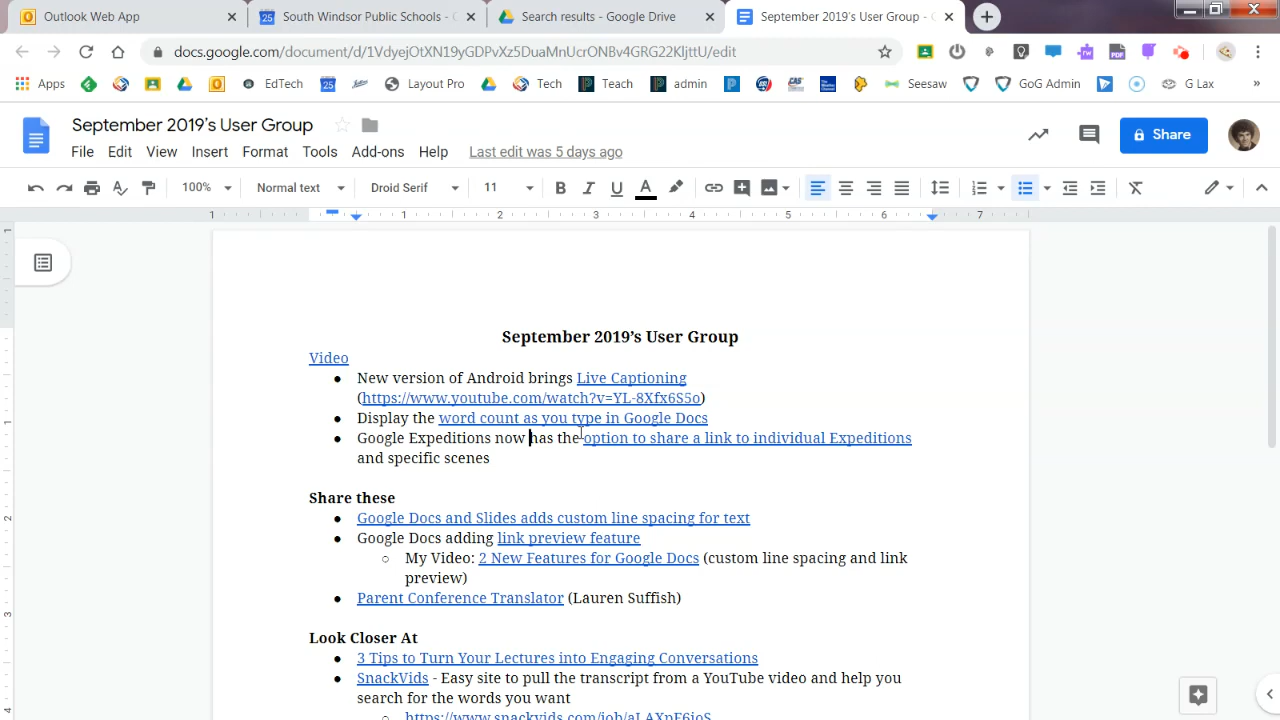 Outlook Web App
South Windsor Public Schools - C
Search results - Google Drive
September 2019's User Group -
docs.google.com/document/d/1VdyejOtXN19yGDPvXz5DuaMnUcrONBv4GRG22KljttU/edit
Apps
EdTech
25
Layout Pro
Tech
Teach
admin
Seesaw
GoG Admin
G Lax
»
September 2019's User Group
Share
File Edit View Insert Format Tools Add-ons Help Last edit was 5 days ago
100% Normal text Droid Serif 11 B I U A
1 1 2 3 4 5 6 7
September 2019's User Group
Video
● New version of Android brings Live Captioning
(https://www.youtube.com/watch?v=YL-8Xfx6S5o)
● Display the word count as you type in Google Docs
● Google Expeditions now has the option to share a link to individual Expeditions
and specific scenes
Share these
● Google Docs and Slides adds custom line spacing for text
● Google Docs adding link preview feature
○ My Video: 2 New Features for Google Docs (custom line spacing and link
preview)
● Parent Conference Translator (Lauren Suffish)
Look Closer At
● 3 Tips to Turn Your Lectures into Engaging Conversations
● SnackVids - Easy site to pull the transcript from a YouTube video and help you
search for the words you want
○ https://www.snackvids.com/job/aLAXpF6ioS